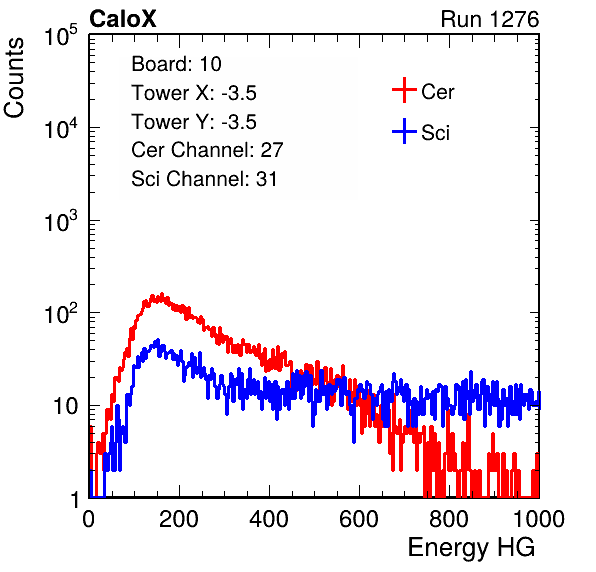 CaloX Run 1276
Counts
10^5
10^4
10^3
10^2
10
1
Board: 10
Tower X: -3.5
Tower Y: -3.5
Cer Channel: 27
Sci Channel: 31
Cer
Sci
0 200 400 600 800 1000
Energy HG